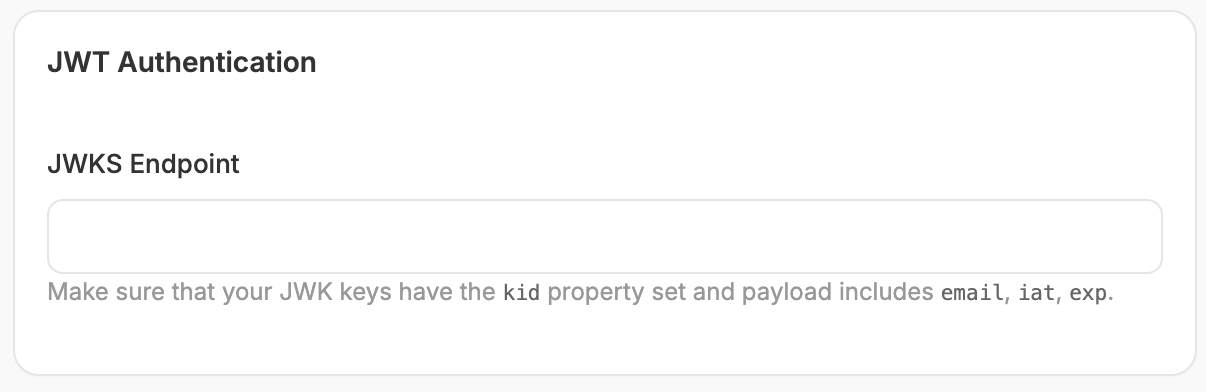 JWT Authentication
JWKS Endpoint
Make sure that your JWK keys have the kid property set and payload includes email, iat, exp.